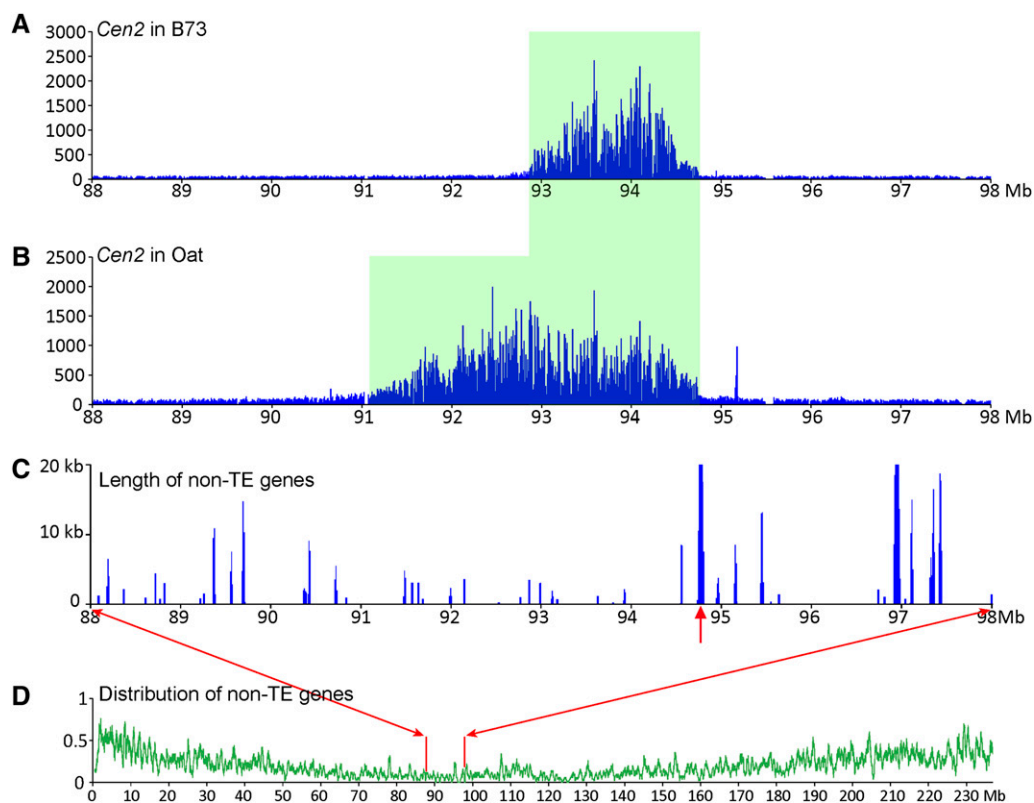 A
Cen2 in B73
3000
2500
2000
1500
1000
500
0
88 89 90 91 92 93 94 95 96 97 98 Mb
B
Cen2 in Oat
2500
2000
1500
1000
500
0
88 89 90 91 92 93 94 95 96 97 98 Mb
C
Length of non-TE genes
20 kb
10 kb
0
88 89 90 91 92 93 94 95 96 97 98Mb
D
Distribution of non-TE genes
1
0.5
0
0 10 20 30 40 50 60 70 80 90 100 110 120 130 140 150 160 170 180 190 200 210 220 230 Mb